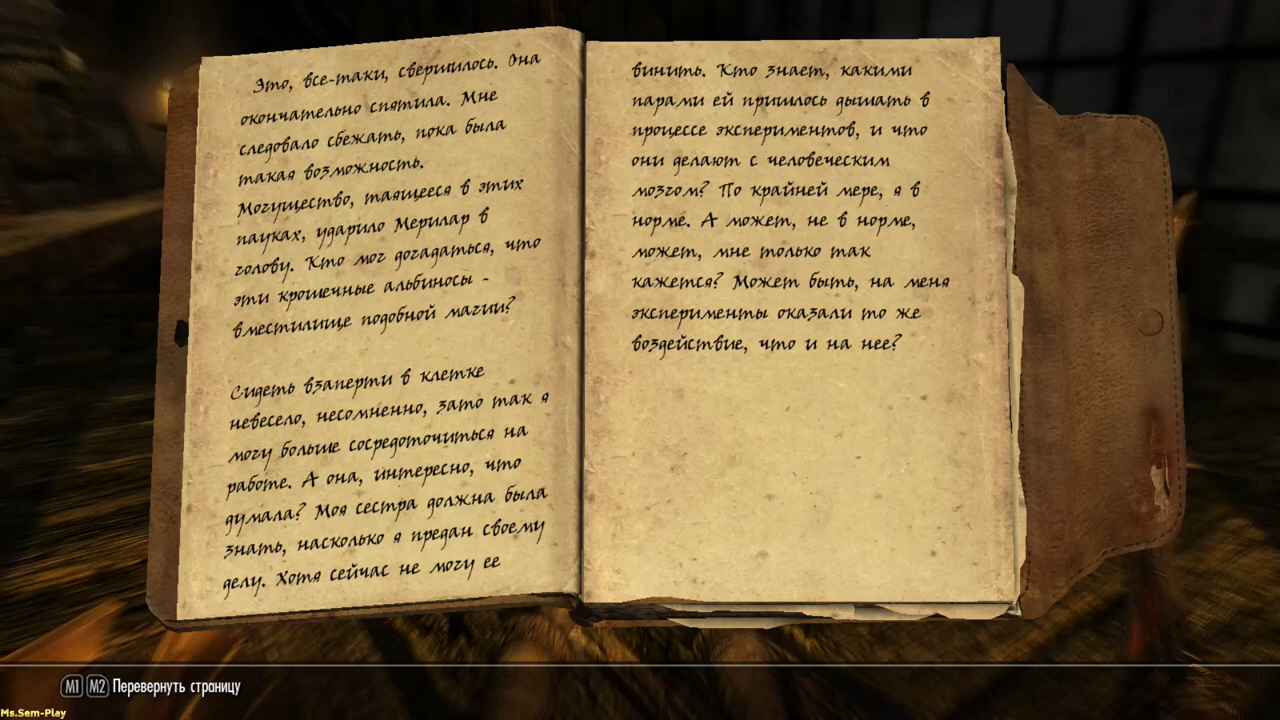 Это, все-таки, свершилось. Она
окончательно спятила. Мне
следовало сбежать, пока была
такая возможность.
Могущество, таящееся в этих
пауках, ударило Мерилар в
голову. Кто мог догадаться, что
эти крошечные альбиносы -
вместилище подобной магии?
Сидеть взаперти в клетке
невесело, несомненно, зато так я
могу больше сосредоточиться на
работе. А она, интересно, что
думала? Моя сестра должна была
знать, насколько я предан своему
делу. Хотя сейчас не могу ее
винить. Кто знает, какими
парами ей пришлось дышать в
процессе экспериментов, и что
они делают с человеческим
мозгом? По крайней мере, я в
норме. А может, не в норме,
может, мне только так
кажется? Может быть, на меня
эксперименты оказали то же
воздействие, что и на нее?
M1 M2 Перевернуть страницу
Ms.Sem-Play